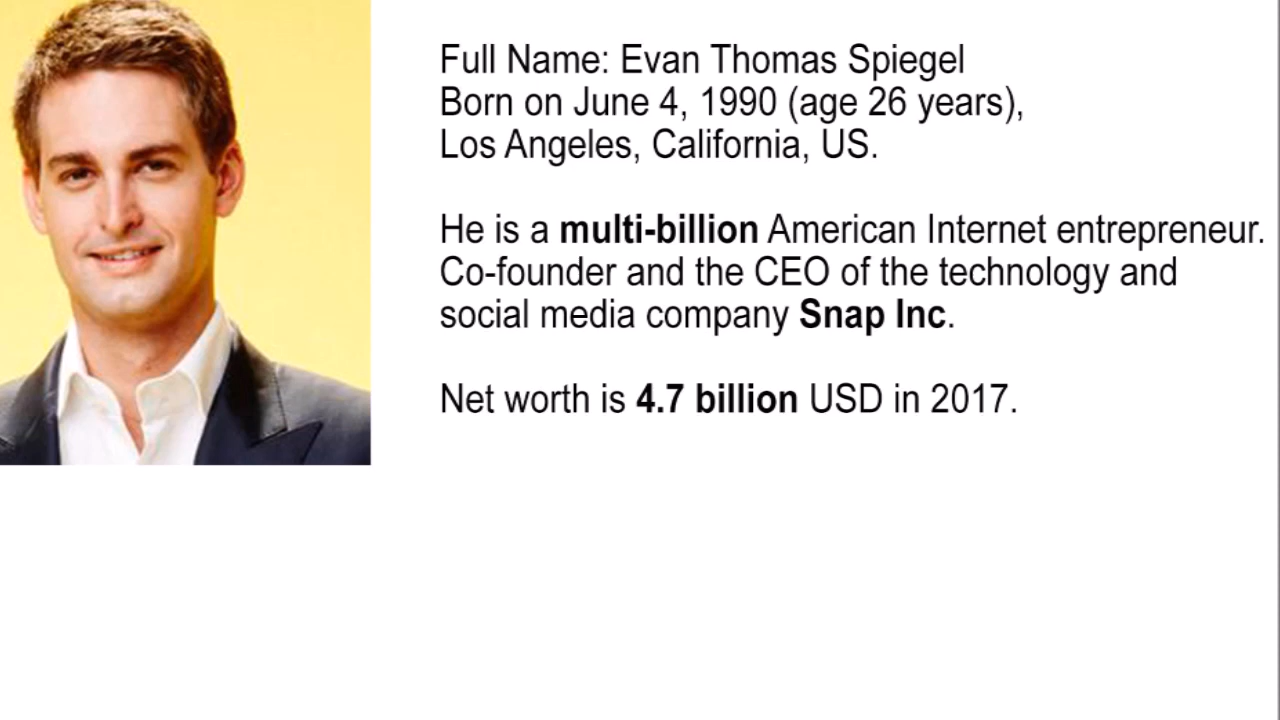 Full Name: Evan Thomas Spiegel
Born on June 4, 1990 (age 26 years),
Los Angeles, California, US.
He is a multi-billion American Internet entrepreneur.
Co-founder and the CEO of the technology and
social media company Snap Inc.
Net worth is 4.7 billion USD in 2017.